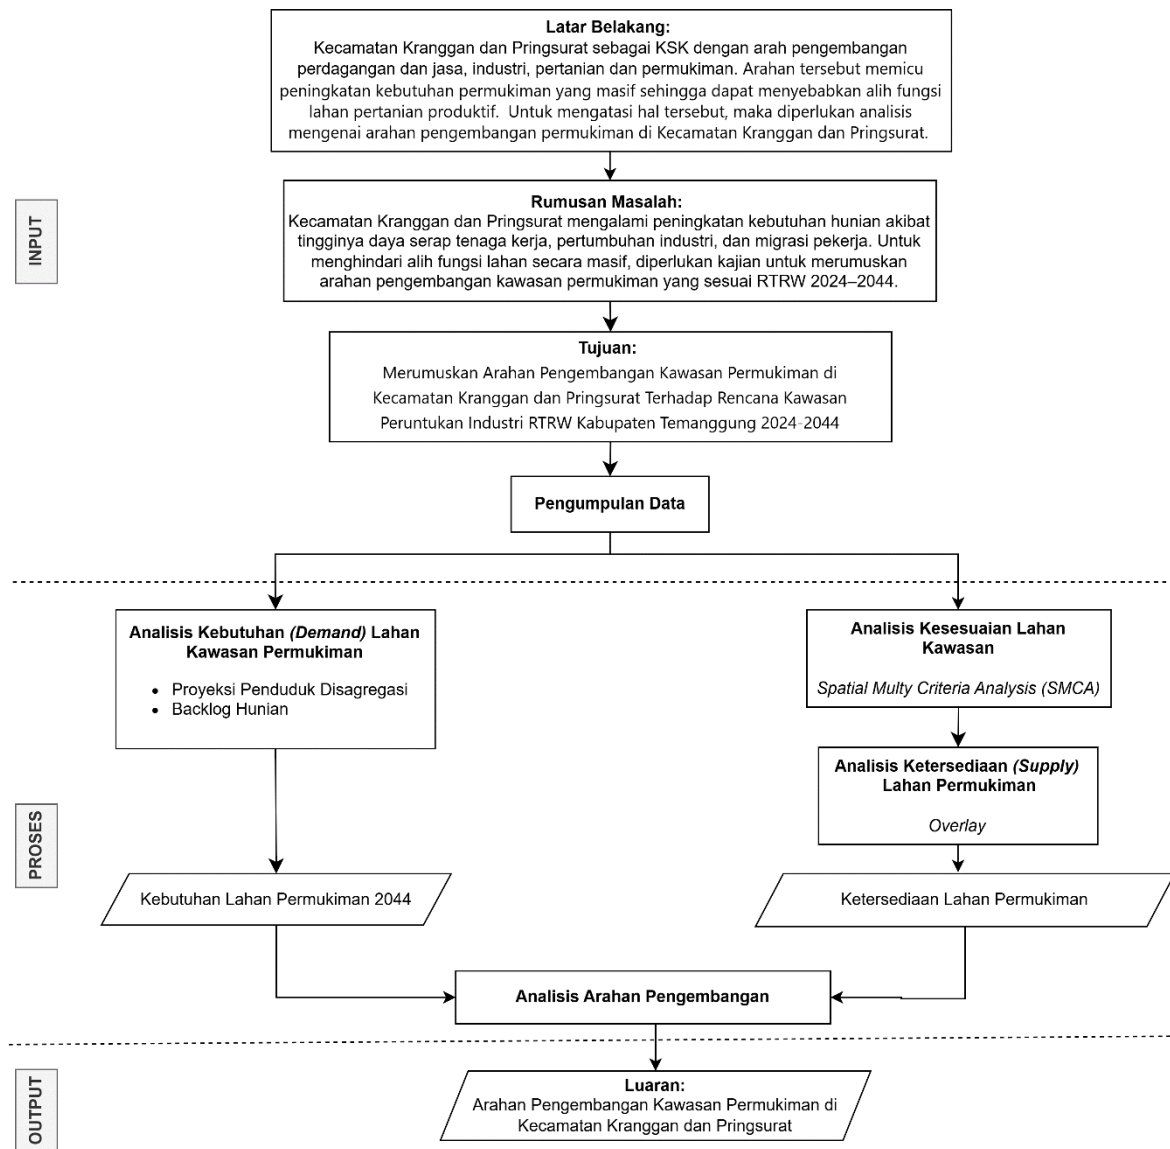 Latar Belakang:
Kecamatan Kranggan dan Pringsurat sebagai KSK dengan arah pengembangan
perdagangan dan jasa, industri, pertanian dan permukiman. Arahan tersebut memicu
peningkatan kebutuhan permukiman yang masif sehingga dapat menyebabkan alih fungsi
lahan pertanian produktif. Untuk mengatasi hal tersebut, maka diperlukan analisis
mengenai arahan pengembangan permukiman di Kecamatan Kranggan dan Pringsurat.
INPUT
Rumusan Masalah:
Kecamatan Kranggan dan Pringsurat mengalami peningkatan kebutuhan hunian akibat
tingginya daya serap tenaga kerja, pertumbuhan industri, dan migrasi pekerja. Untuk
menghindari alih fungsi lahan secara masif, diperlukan kajian untuk merumuskan
arahan pengembangan kawasan permukiman yang sesuai RTRW 2024–2044.
Tujuan:
Merumuskan Arahan Pengembangan Kawasan Permukiman di
Kecamatan Kranggan dan Pringsurat Terhadap Rencana Kawasan
Peruntukan Industri RTRW Kabupaten Temanggung 2024-2044
Pengumpulan Data
Analisis Kebutuhan (Demand) Lahan
Kawasan Permukiman
• Proyeksi Penduduk Disagregasi
• Backlog Hunian
Analisis Kesesuaian Lahan
Kawasan
Spatial Multy Criteria Analysis (SMCA)
Analisis Ketersediaan (Supply)
Lahan Permukiman
Overlay
PROSES
Kebutuhan Lahan Permukiman 2044
Ketersediaan Lahan Permukiman
Analisis Arahan Pengembangan
OUTPUT
Luaran:
Arahan Pengembangan Kawasan Permukiman di
Kecamatan Kranggan dan Pringsurat